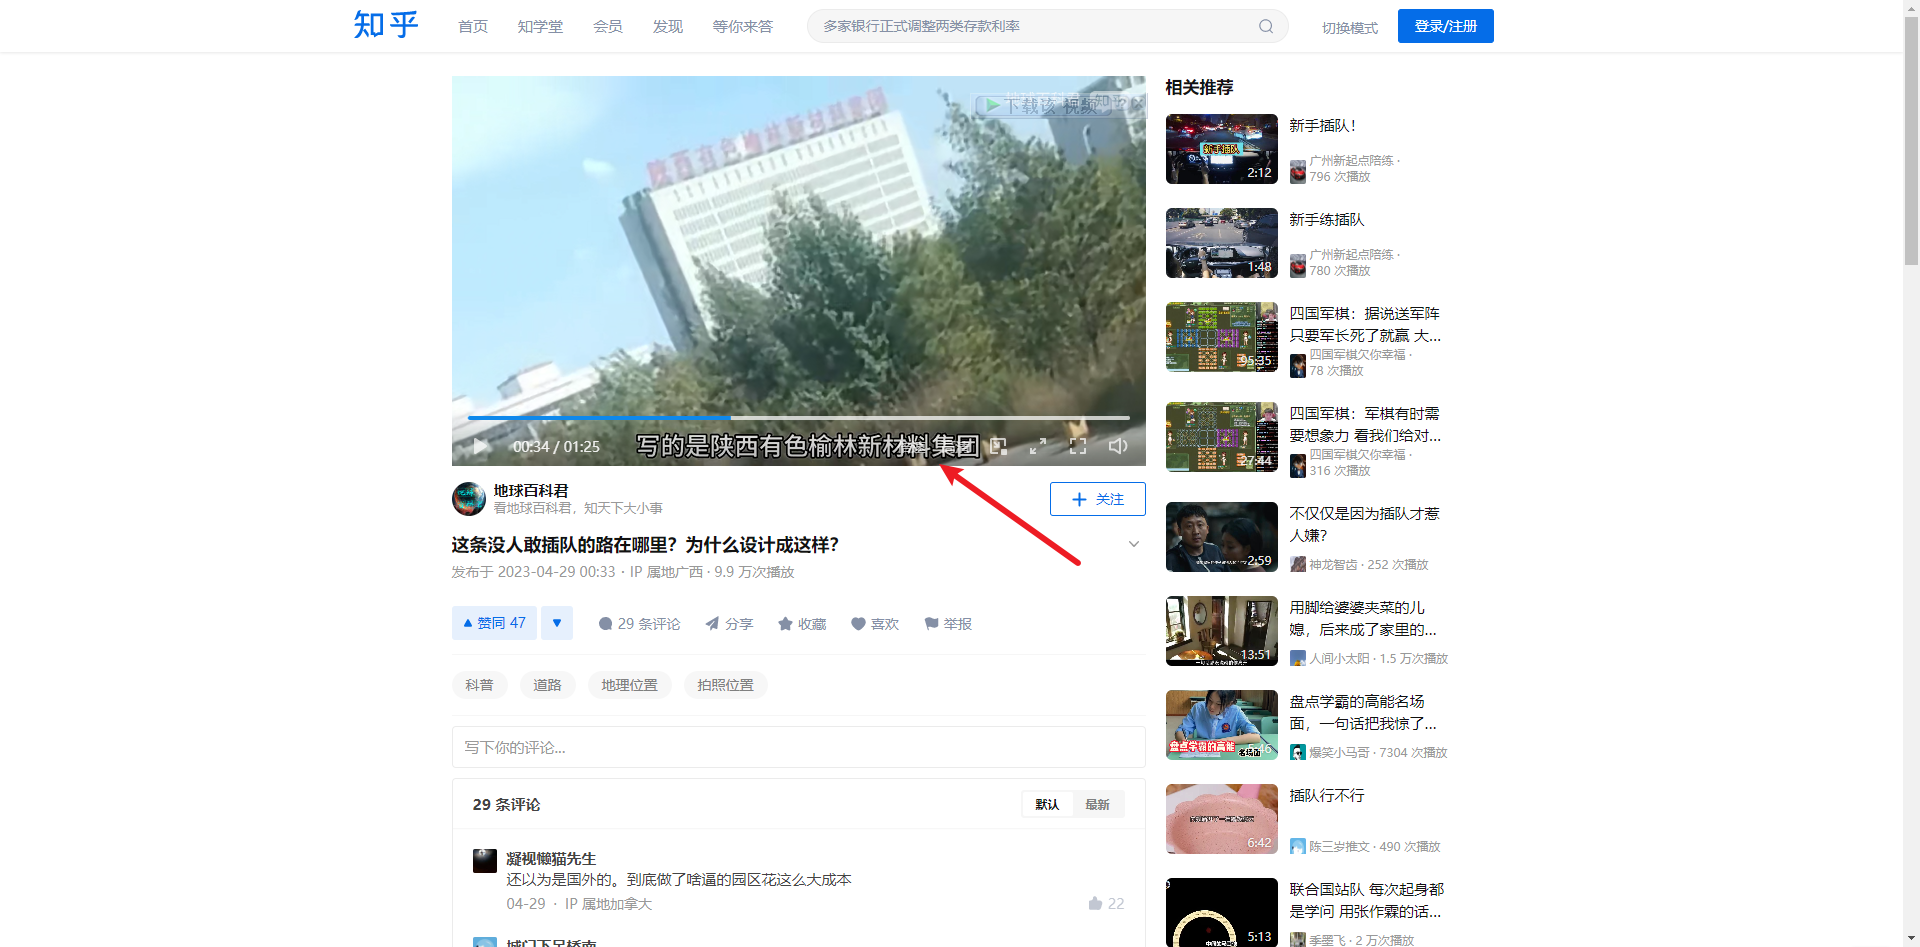 知乎 首页 知学堂 会员 发现 等你来答 多家银行正式调整两类存款利率 切换模式 登录/注册
陕西有色榆林新材料集团
下载该视频
写的是陕西有色榆林新材料集团
00:34 / 01:25
地球百科君
看地球百科君，知天下大小事
关注
这条没人敢插队的路在哪里？为什么设计成这样？
发布于 2023-04-29 00:33 · IP 属地广西 · 9.9 万次播放
赞同 47 29 条评论 分享 收藏 喜欢 举报
科普 道路 地理位置 拍照位置
写下你的评论...
29 条评论 默认 最新
凝视懒猫先生
还以为是国外的。到底做了啥逼的园区花这么大成本
04-29 · IP 属地加拿大 22
相关推荐
新手插队
2:12
新手插队！
广州新起点陪练 ·
796 次播放
1:48
新手练插队
广州新起点陪练 ·
780 次播放
95:35
四国军棋：据说送军阵
只要军长死了就赢 大...
四国军棋欠你幸福 ·
78 次播放
27:44
四国军棋：军棋有时需
要想象力 看我们给对...
四国军棋欠你幸福 ·
316 次播放
2:59
不仅仅是因为插队才惹
人嫌？
神龙智齿 · 252 次播放
13:51
用脚给婆婆夹菜的儿
媳，后来成了家里的...
人间小太阳 · 1.5 万次播放
盘点学霸的高能
名场面
5:46
盘点学霸的高能名场
面，一句话把我惊了...
爆笑小马哥 · 7304 次播放
6:42
插队行不行
陈三岁推文 · 490 次播放
5:13
联合国站队 每次起身都
是学问 用张作霖的话...
季墨飞 · 2 万次播放